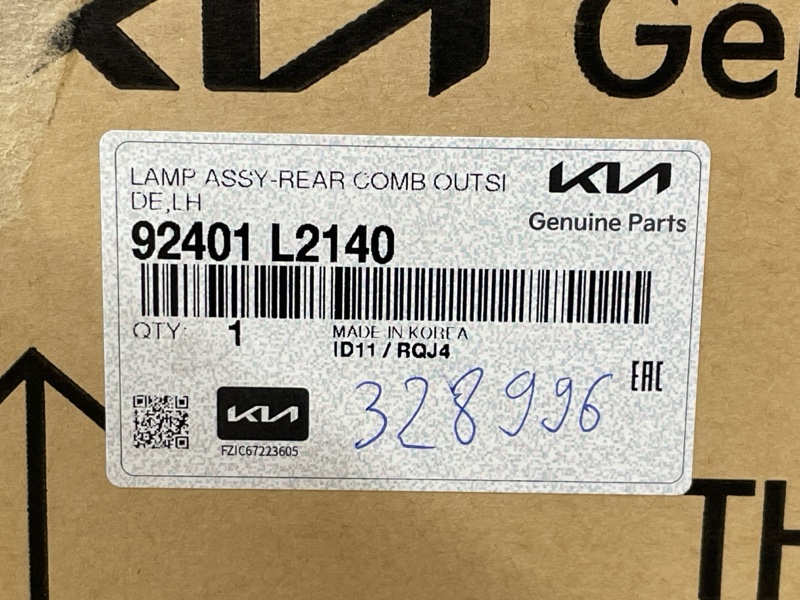 KIA Ge
LAMP ASSY-REAR COMB OUTSI
DE,LH
KIA
Genuine Parts
92401 L2140
QTY: 1
MADE IN KOREA
ID11 / RQJ4
KIA
FZIC67223605
328996
EAC
TH